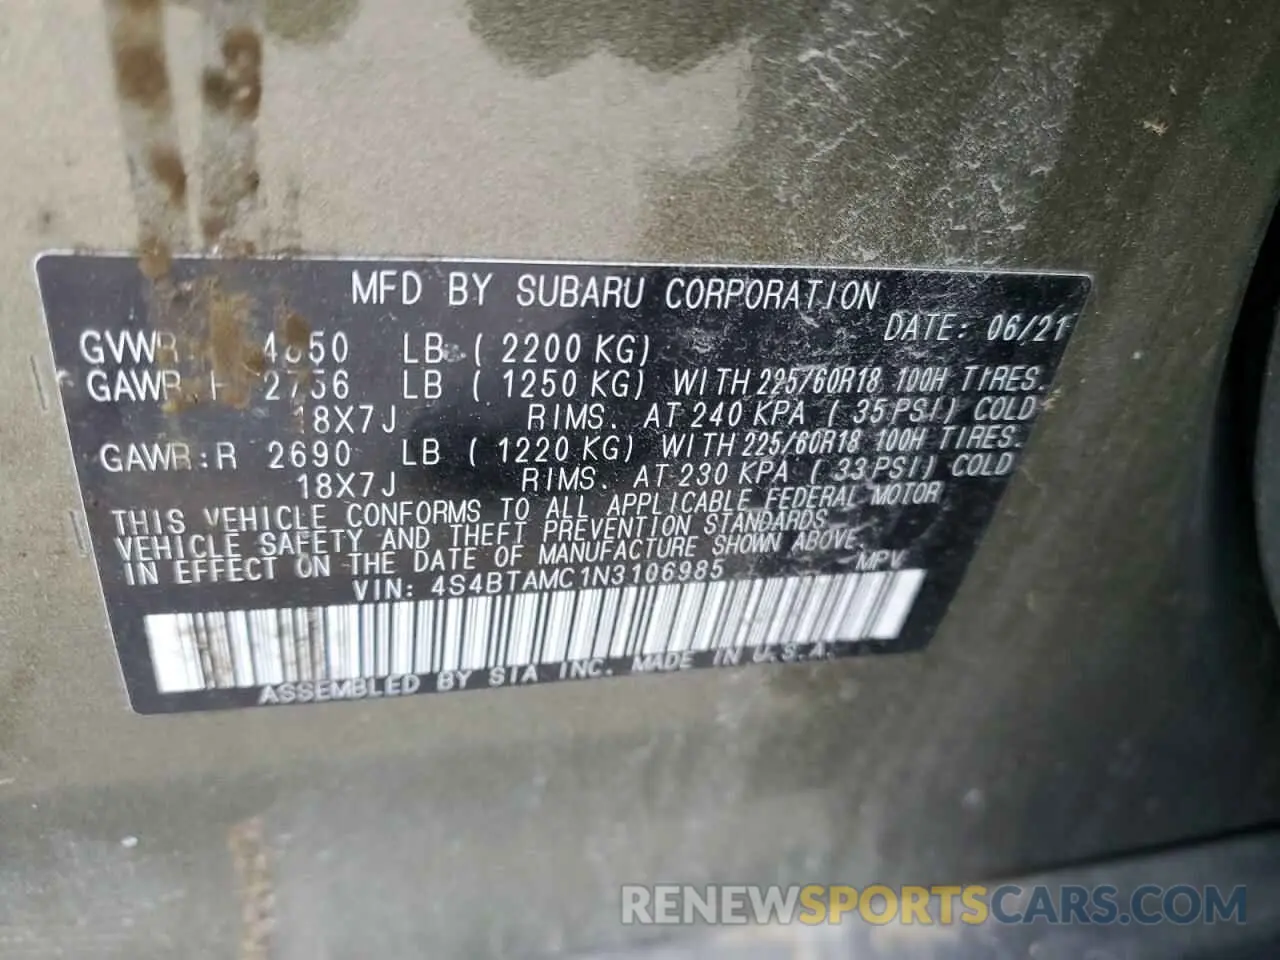 MFD BY SUBARU CORPORATION
DATE: 06/21
GVWR: 4850 LB ( 2200 KG)
GAWR: F 2756 LB ( 1250 KG) WITH 225/60R18 100H TIRES.
18X7J RIMS. AT 240 KPA ( 35 PSI) COLD
GAWR:R 2690 LB ( 1220 KG) WITH 225/60R18 100H TIRES.
18X7J RIMS. AT 230 KPA ( 33 PSI) COLD
THIS VEHICLE CONFORMS TO ALL APPLICABLE FEDERAL MOTOR
VEHICLE SAFETY AND THEFT PREVENTION STANDARDS
IN EFFECT ON THE DATE OF MANUFACTURE SHOWN ABOVE.
VIN: 4S4BTAMC1N3106985 MPV
ASSEMBLED BY SIA INC. MADE IN U.S.A.
RENEWSPORTSCARS.COM